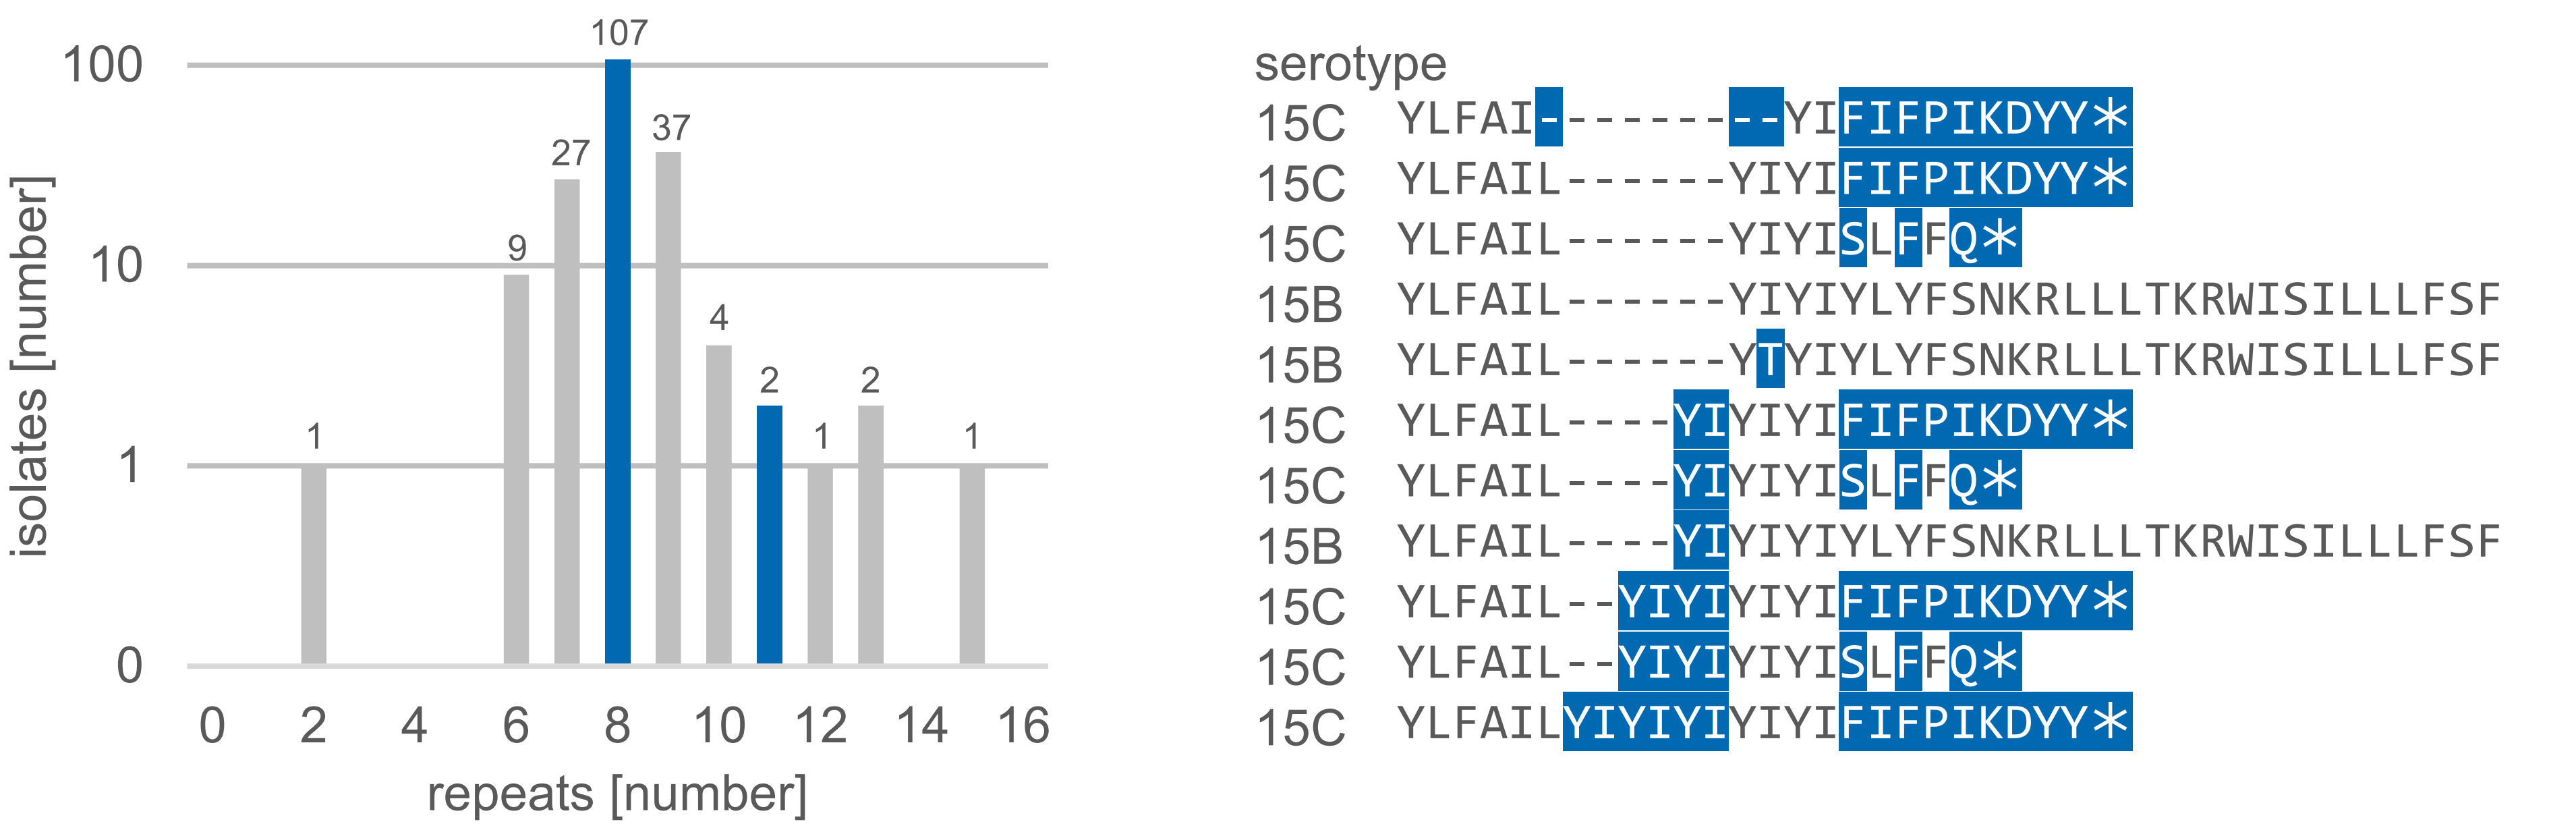 107
100
37
27
10
9
4
2
2
1
1
1
1
0
0 2 4 6 8 10 12 14 16
repeats [number]
isolates [number]
serotype
15C YLFAI---------YIFIFPIKDYY*
15C YLFAIL------YIYIFIFPIKDYY*
15C YLFAIL------YIYISLFFQ*
15B YLFAIL------YIYIYLYFSNKRLLLTKRWISILLLFSF
15B YLFAIL------YTYIYLYFSNKRLLLTKRWISILLLFSF
15C YLFAIL----YIYIYIFIFPIKDYY*
15C YLFAIL----YIYIYISLFFQ*
15B YLFAIL----YIYIYIYLYFSNKRLLLTKRWISILLLFSF
15C YLFAIL--YIYIYIYIFIFPIKDYY*
15C YLFAIL--YIYIYIYISLFFQ*
15C YLFAILYIYIYIYIYIFIFPIKDYY*